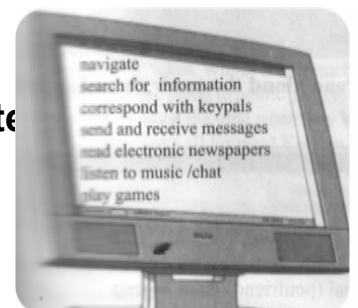 te
navigate
search for information
correspond with keypals
send and receive messages
read electronic newspapers
listen to music /chat
play games